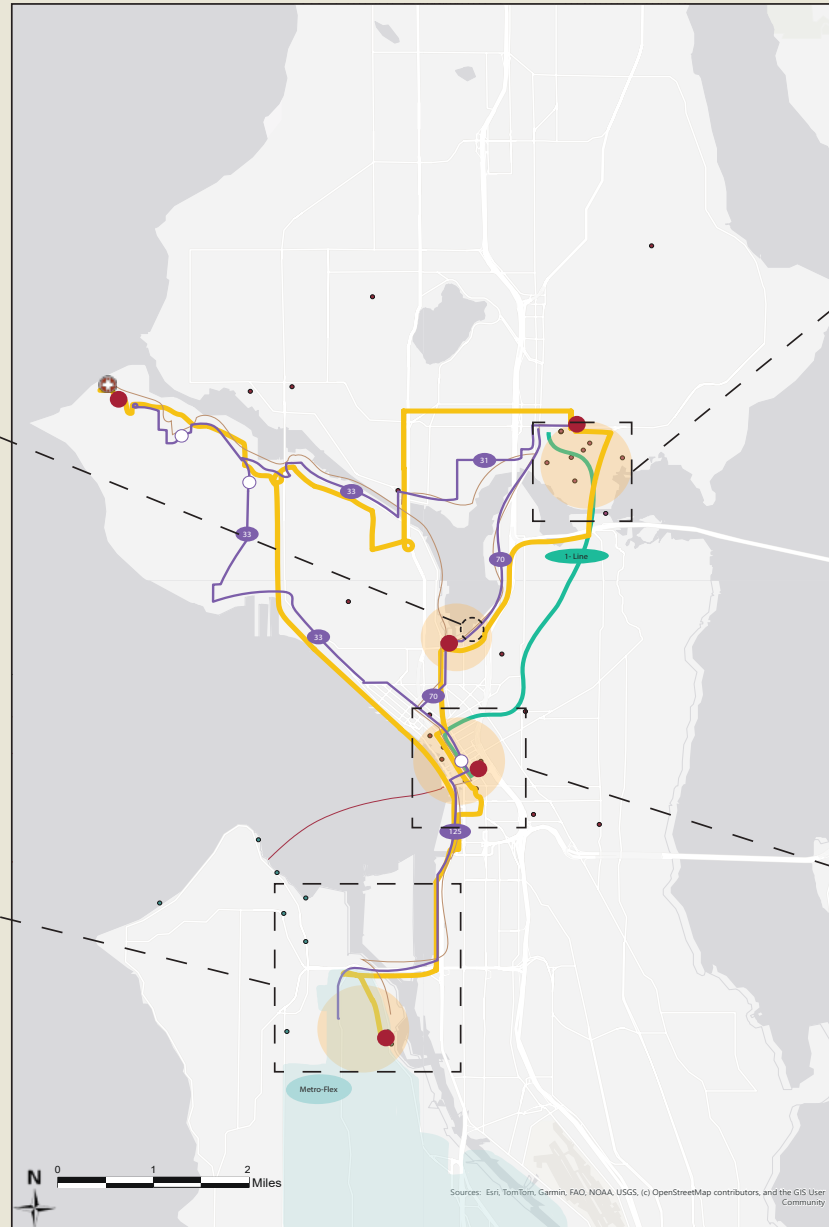 31
33
33
70
1- Line
33
70
125
Metro-Flex
N
0 1 2
Miles
Sources: Esri, TomTom, Garmin, FAO, NOAA, USGS, (c) OpenStreetMap contributors, and the GIS User
Community